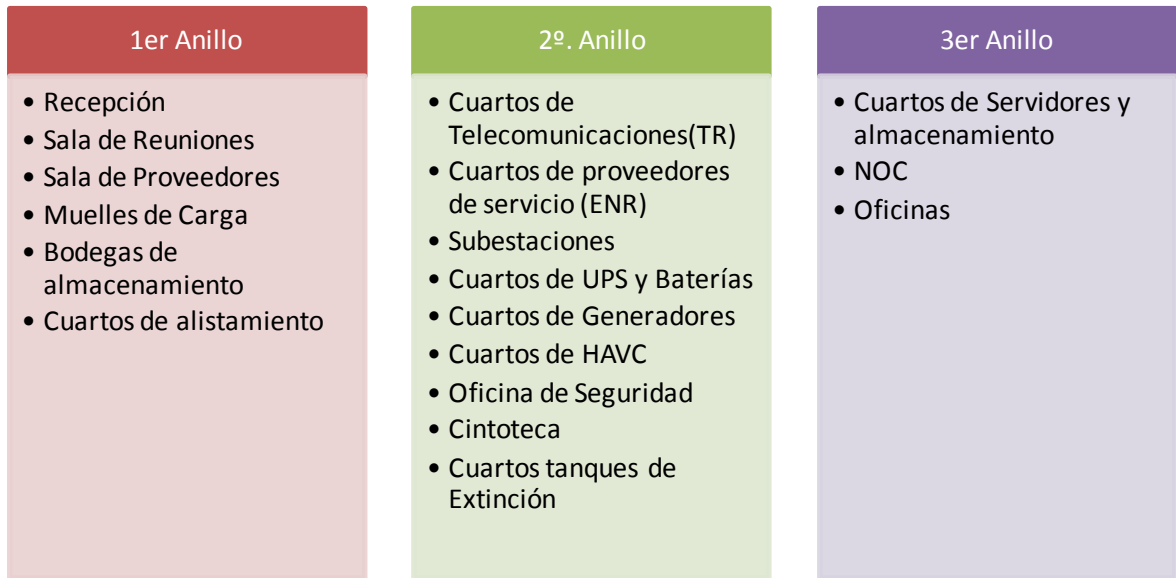 1er Anillo
• Recepción
• Sala de Reuniones
• Sala de Proveedores
• Muelles de Carga
• Bodegas de
almacenamiento
• Cuartos de alistamiento
2º. Anillo
• Cuartos de
Telecomunicaciones(TR)
• Cuartos de proveedores
de servicio (ENR)
• Subestaciones
• Cuartos de UPS y Baterías
• Cuartos de Generadores
• Cuartos de HAVC
• Oficina de Seguridad
• Cintoteca
• Cuartos tanques de
Extinción
3er Anillo
• Cuartos de Servidores y
almacenamiento
• NOC
• Oficinas